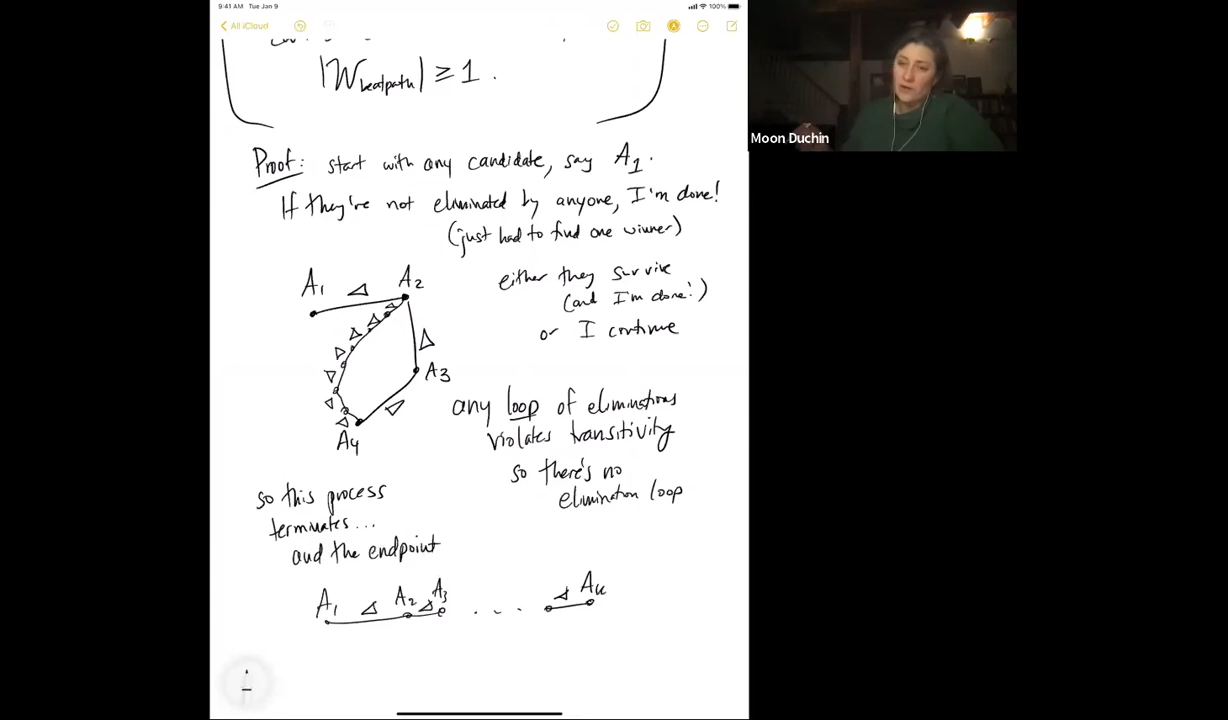 9:41 AM Tue Jan 9
100%
All iCloud
|W_beatpath| ≥ 1.
Moon Duchin
Proof: start with any candidate, say A₁.
If they're not eliminated by anyone, I'm done!
(just had to find one winner)
A₁ ◁ A₂
either they survive
(and I'm done!)
or I continue
A₃
any loop of eliminations
A₄
violates transitivity
so there's no
elimination loop
so this process
terminates...
and the endpoint
A₁ ◁ A₂ ◁ A₃ .... ◁ Aₖ